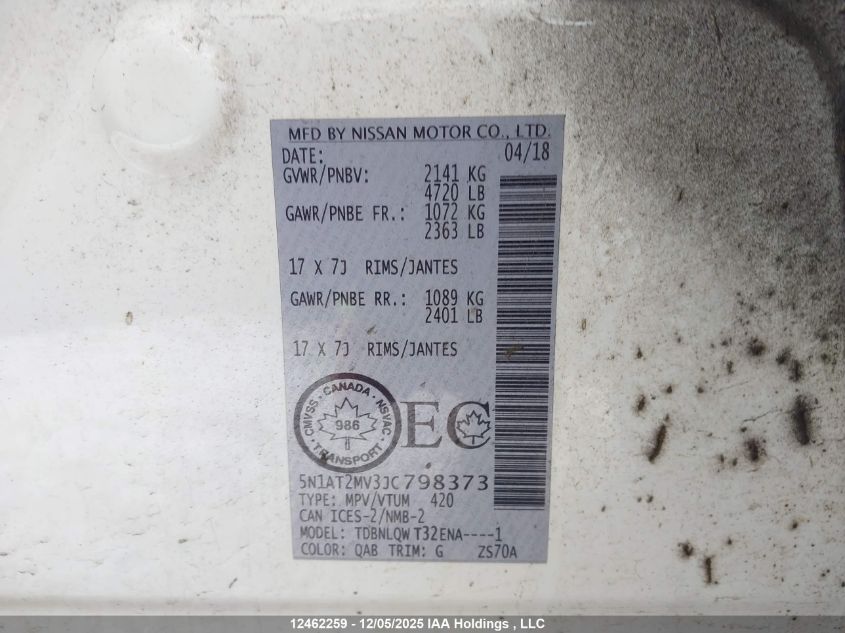 MFD BY NISSAN MOTOR CO., LTD.
DATE: 04/18
GVWR/PNBV: 2141 KG
4720 LB
GAWR/PNBE FR.: 1072 KG
2363 LB
17 X 7J RIMS/JANTES
GAWR/PNBE RR.: 1089 KG
2401 LB
17 X 7J RIMS/JANTES
CMVSS · CANADA · NSVAC
986
TRANSPORT
EC
5N1AT2MV3JC798373
TYPE: MPV/VTUM 420
CAN ICES-2/NMB-2
MODEL: TDBNLQW T32ENA----1
COLOR: QAB TRIM: G ZS70A
12462259 - 12/05/2025 IAA Holdings , LLC